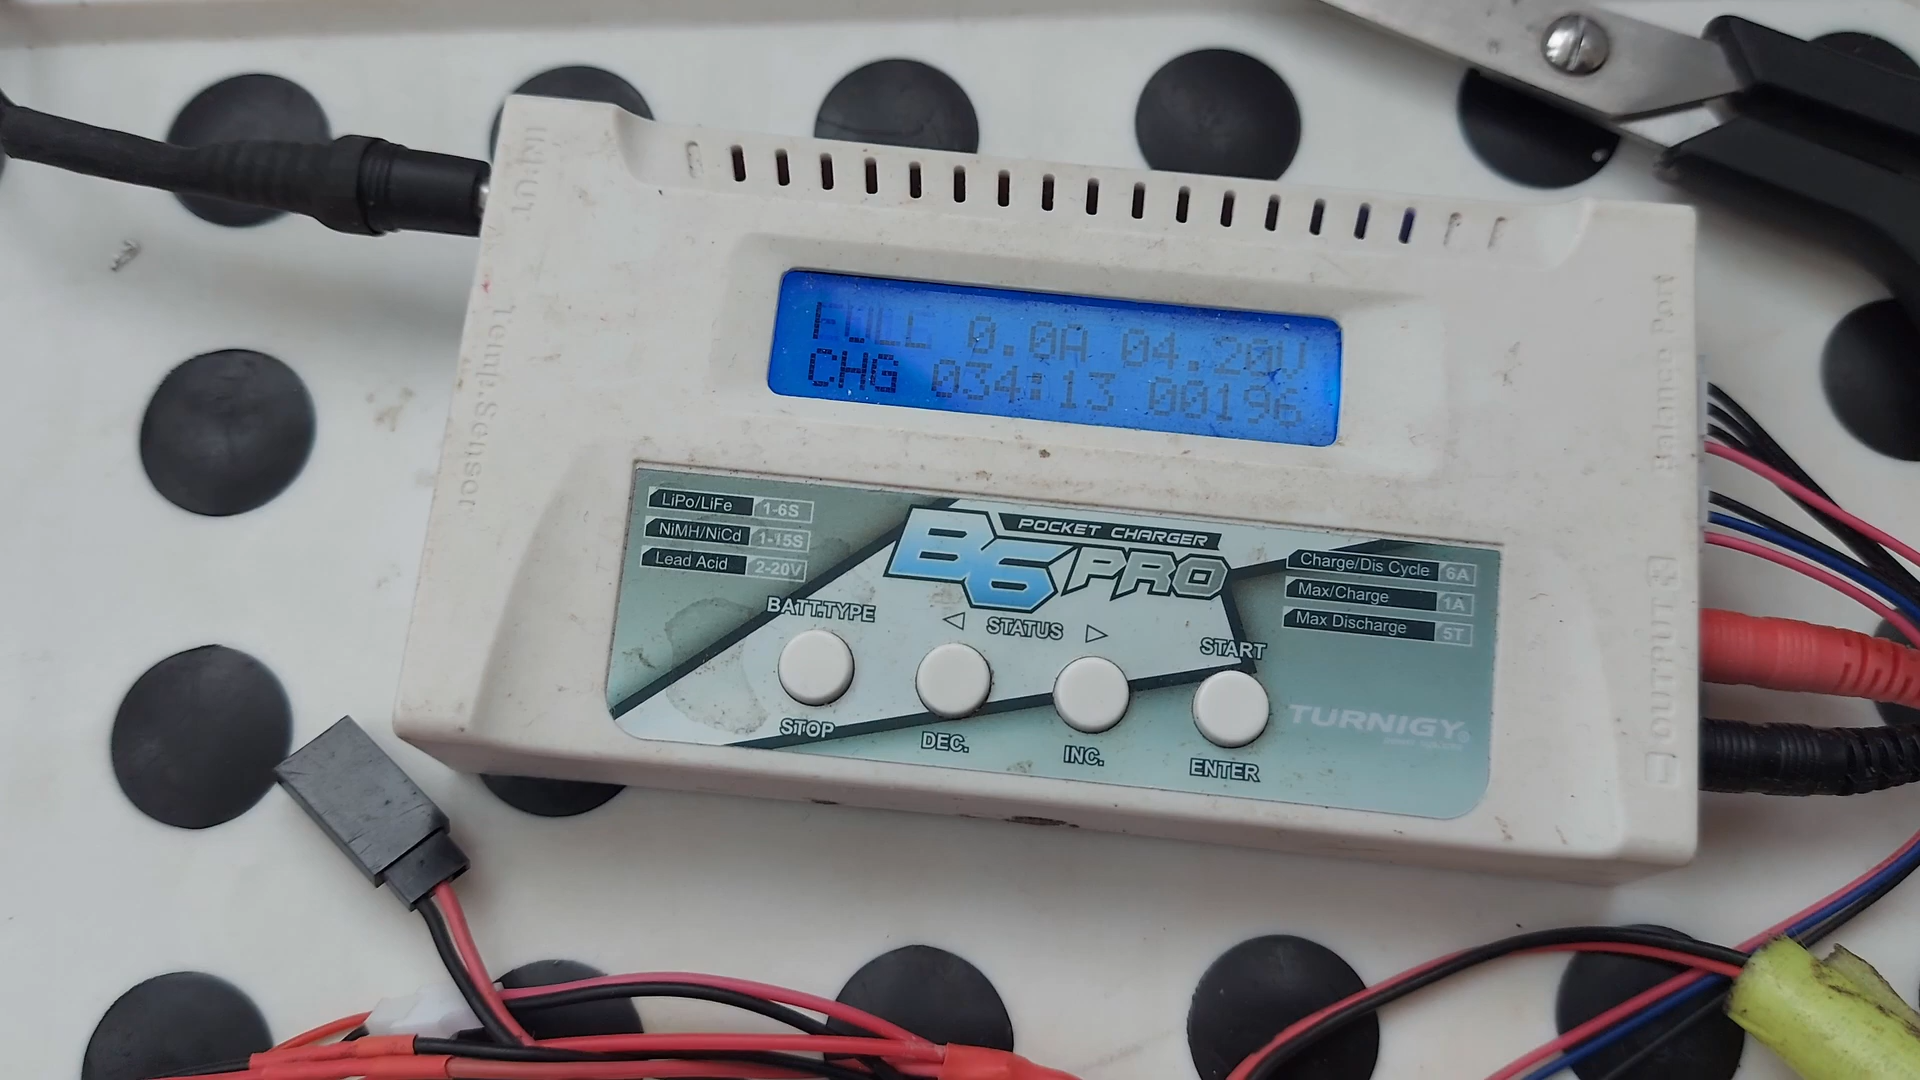 INPUT
Temp.Sensor
FULL 0.0A 04.20V
CHG 034:13 00196
Balance Port
OUTPUT
LiPo/LiFe 1-6S
NiMH/NiCd 1-15S
Lead Acid 2-20V
POCKET CHARGER
B6 PRO
Charge/Dis Cycle 6A
Max/Charge 1A
Max Discharge 5T
BATT.TYPE
STATUS
START
STOP
DEC.
INC.
ENTER
TURNIGY